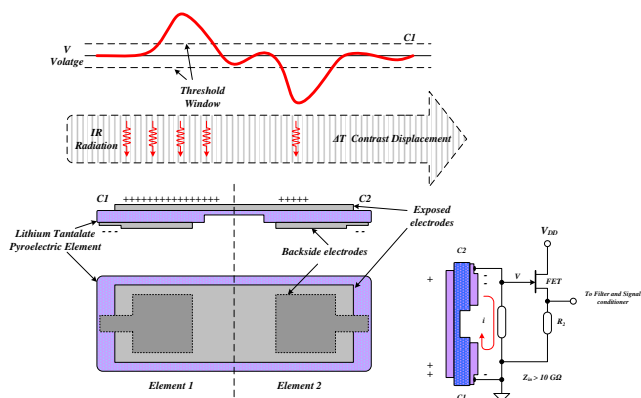 C1
V
Volatge
Threshold
Window
IR
Radiation
ΔT Contrast Displacement
C1
+++++++++++++++
+++++
C2
Lithium Tantalate
Pyroelectric Element
- - -
- -
Exposed
electrodes
Backside electrodes
Element 1
Element 2
C2
V_DD
+
-
-
V
FET
To Filter and Signal
conditioner
i
R_2
+
+
-
Z_in > 10 GΩ
C1